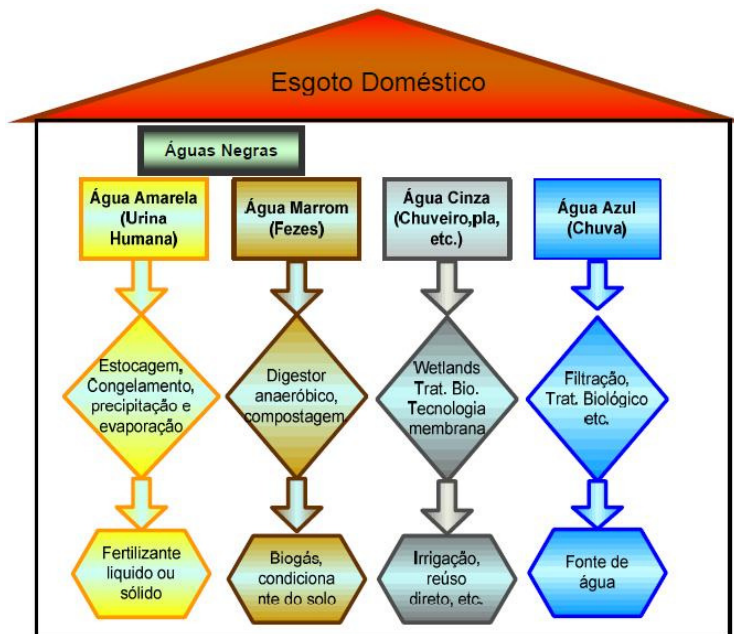 Esgoto Doméstico
Águas Negras
Água Amarela
(Urina
Humana)
Água Marrom
(Fezes)
Água Cinza
(Chuveiro,pla,
etc.)
Água Azul
(Chuva)
Estocagem,
Congelamento,
precipitação e
evaporação
Digestor
anaeróbico,
compostagem
Wetlands
Trat. Bio.
Tecnologia
membrana.
Filtração,
Trat. Biológico
etc.
Fertilizante
liquido ou
sólido
Biogás,
condiciona
nte do solo
Irrigação,
reúso
direto, etc.
Fonte de
água